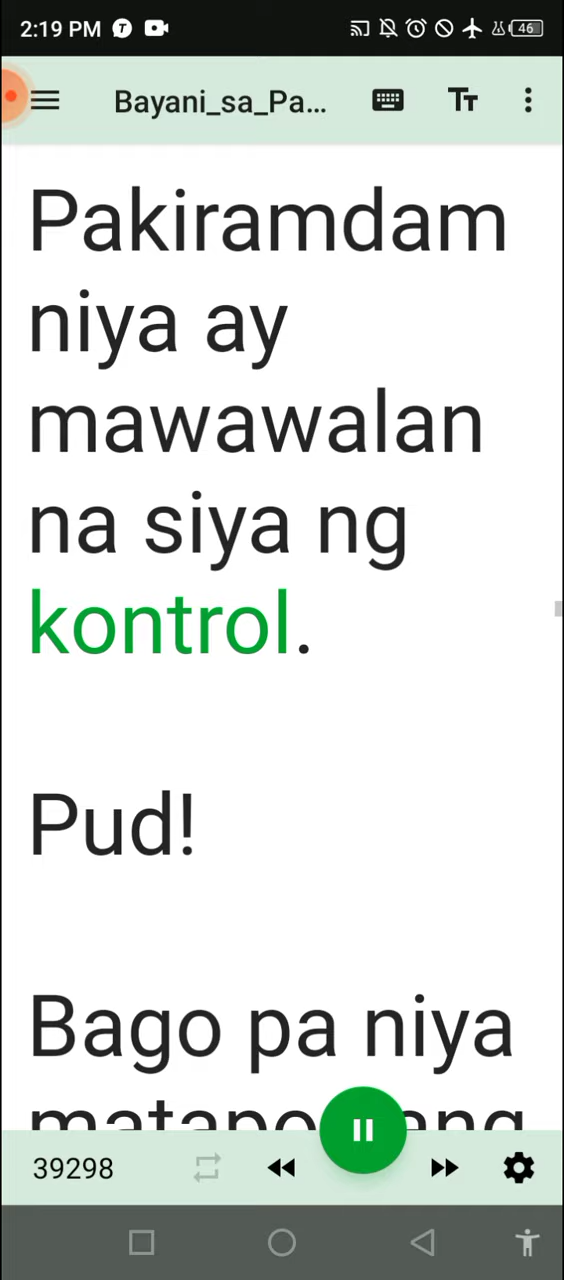 2:19 PM
46
Bayani_sa_Pa...
Pakiramdam
niya ay
mawawalan
na siya ng
kontrol.
Pud!
Bago pa niya
39298